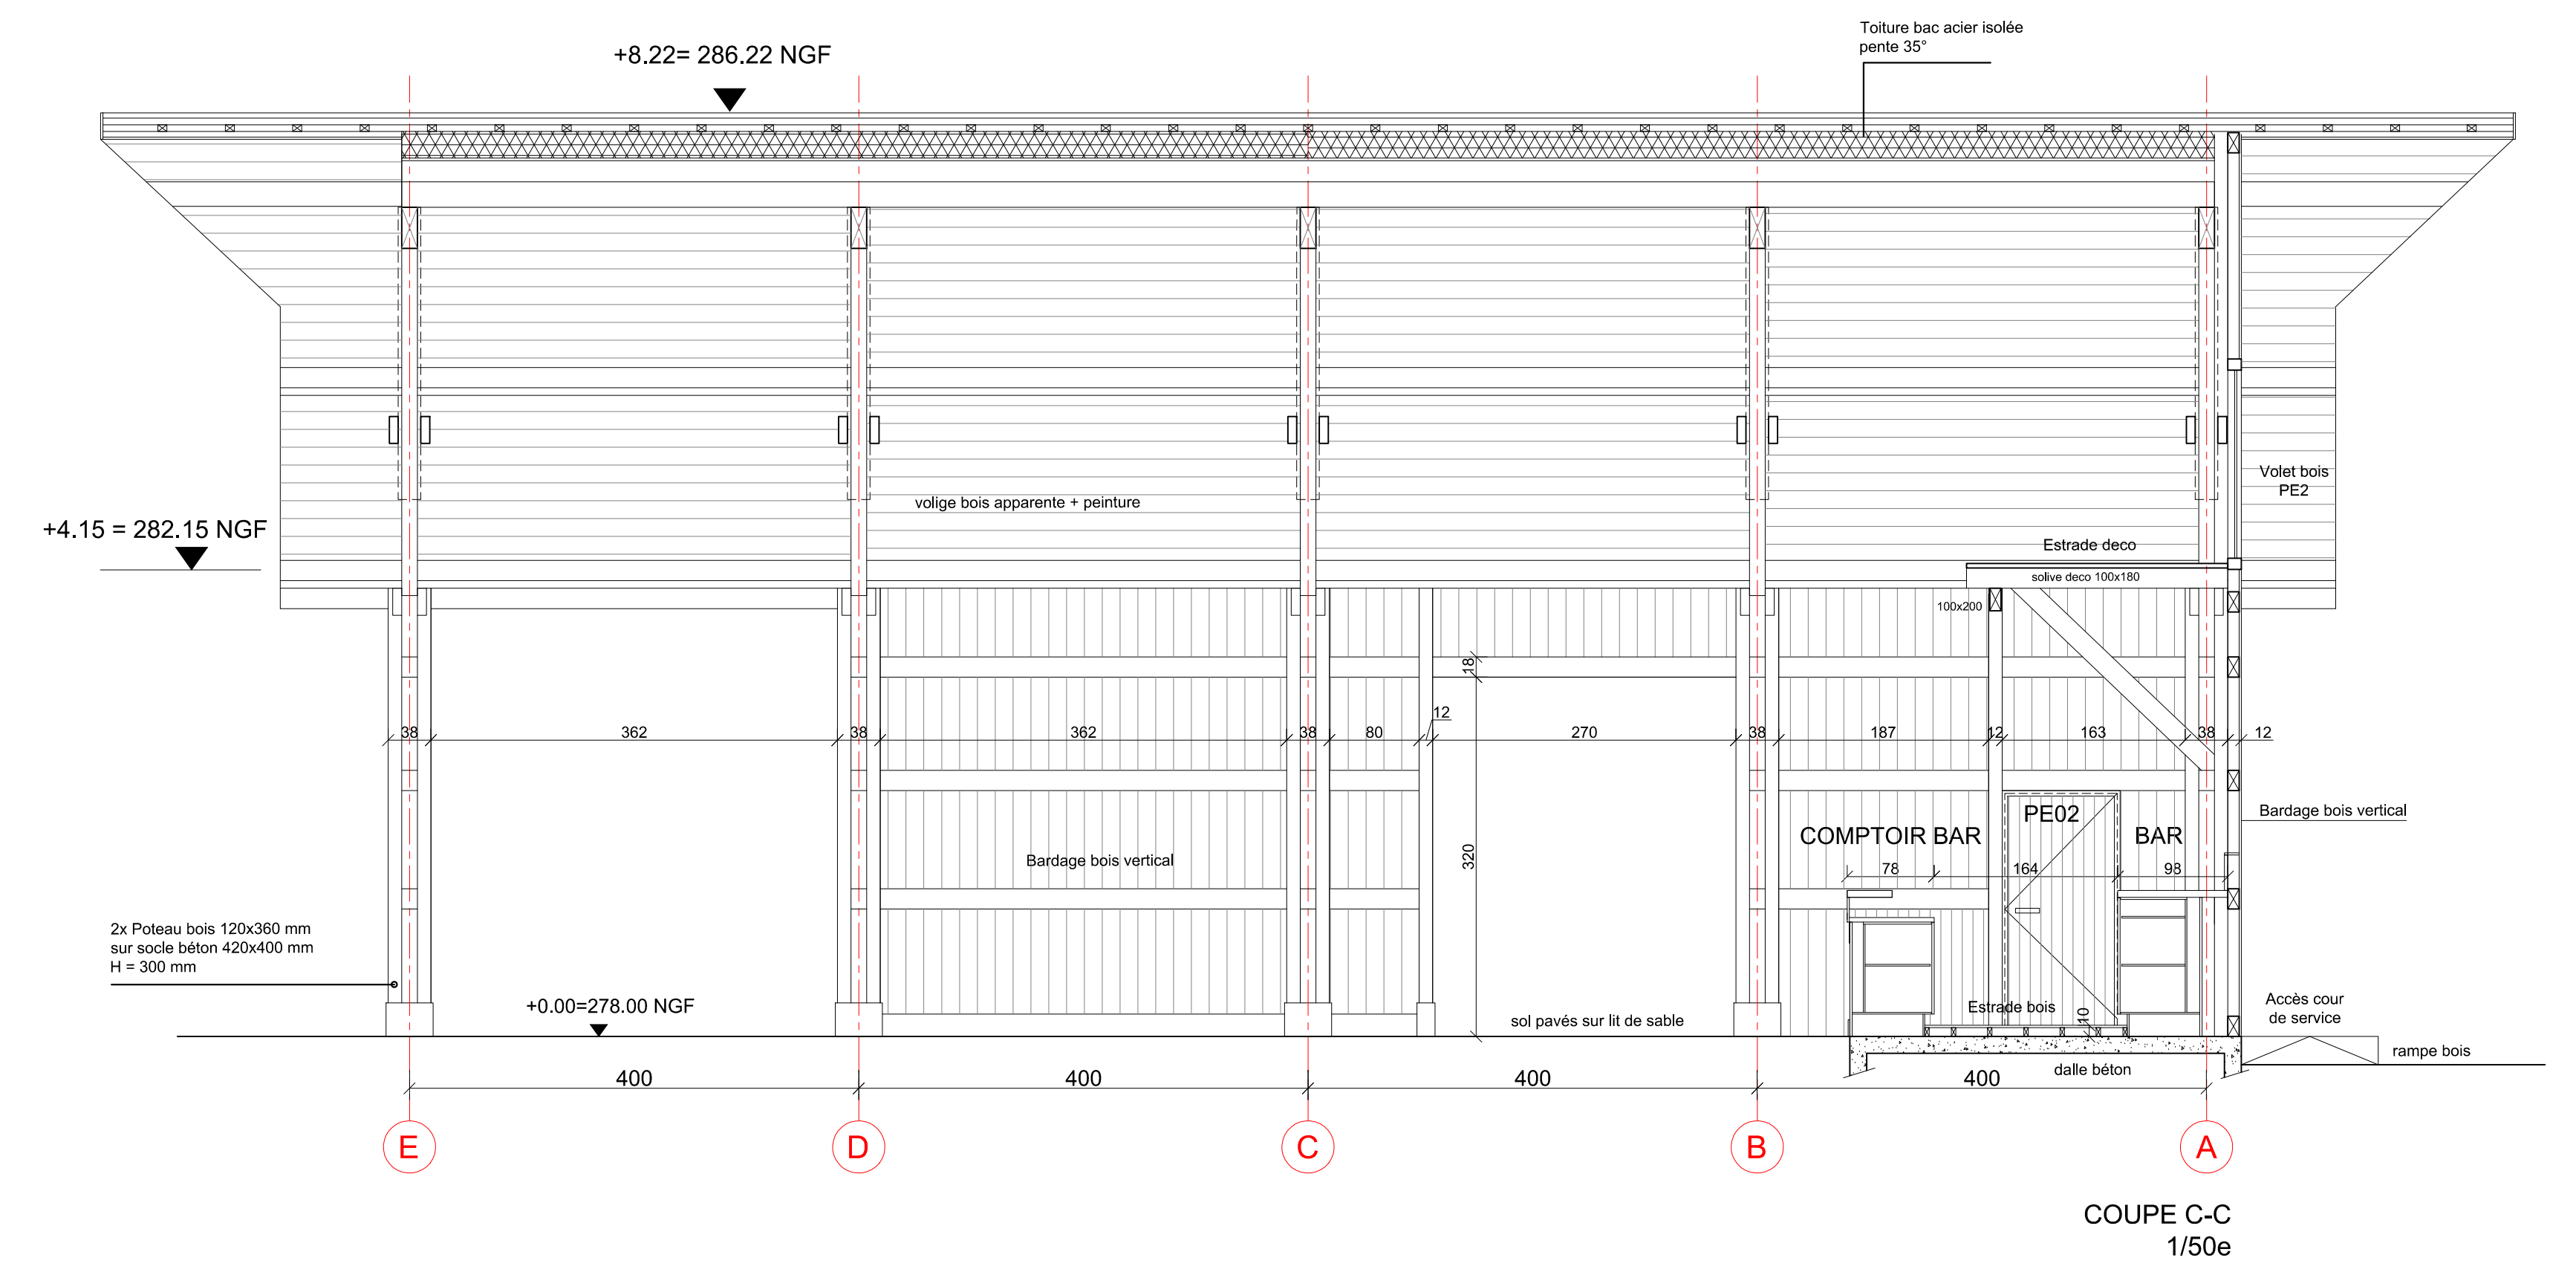 Toiture bac acier isolée
pente 35°
+8.22= 286.22 NGF
volige bois apparente + peinture
Volet bois
PE2
+4.15 = 282.15 NGF
Estrade deco
solive deco 100x180
100x200
18
12
38
362
38
362
38
80
270
38
187
12
163
38
12
PE02
Bardage bois vertical
COMPTOIR BAR
BAR
320
Bardage bois vertical
78
164
98
2x Poteau bois 120x360 mm
sur socle béton 420x400 mm
H = 300 mm
+0.00=278.00 NGF
sol pavés sur lit de sable
Estrade bois
10
Accès cour
de service
rampe bois
dalle béton
400
400
400
400
E
D
C
B
A
COUPE C-C
1/50e